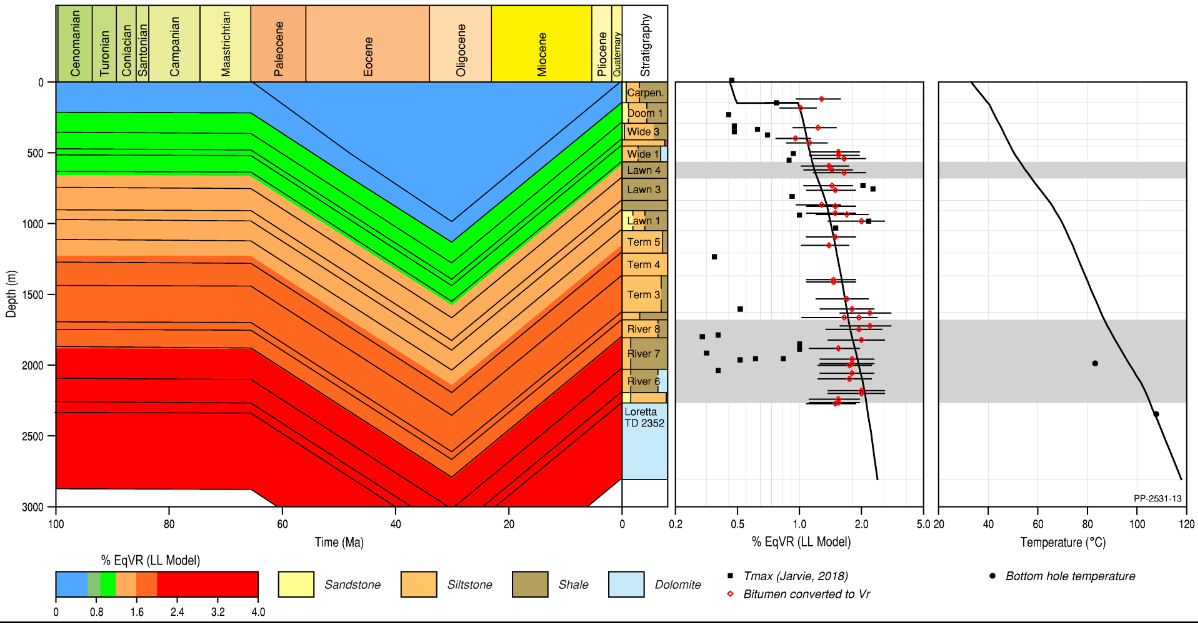 Cenomanian
Turonian
Coniacian
Santonian
Campanian
Maastrichtian
Paleocene
Eocene
Oligocene
Miocene
Pliocene
Quaternary
Stratigraphy
0
500
1000
1500
2000
2500
3000
Depth (m)
100
80
60
40
20
0
Time (Ma)
Carpen.
Doom 1
Wide 3
Wide 1
Lawn 4
Lawn 3
Lawn 1
Term 5
Term 4
Term 3
River 8
River 7
River 6
Loretta
TD 2352
0.2
0.5
1.0
2.0
5.0
% EqVR (LL Model)
20
40
60
80
100
120
Temperature (°C)
PP-2531-13
% EqVR (LL Model)
0
0.8
1.6
2.4
3.2
4.0
Sandstone
Siltstone
Shale
Dolomite
Tmax (Jarvie, 2018)
Bitumen converted to Vr
Bottom hole temperature